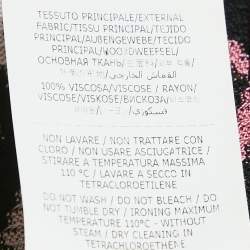 TESSUTO PRINCIPALE/EXTERNAL
FABRIC/TISSU PRINCIPAL/TEJIDO
PRINCIPAL/AUßENGEWEBE/TECIDO
PRINCIPAL/
ОСНОВНАЯ ТКАНЬ/
القماش الخارجي/
100% VISCOSA/VISCOSE / RAYON/
VISCOSE/VISKOSE/ВИСКОЗА/
فسكوزي/
NON LAVARE / NON TRATTARE CON
CLORO / NON USARE ASCIUGATRICE /
STIRARE A TEMPERATURA MASSIMA
110 °C / LAVARE A SECCO IN
TETRACLOROETILENE
DO NOT WASH / DO NOT BLEACH / DO
NOT TUMBLE DRY / IRONING MAXIMUM
TEMPERATURE 110°C - WITHOUT
STEAM / DRY CLEANING IN
TETRACHLOROETHENE